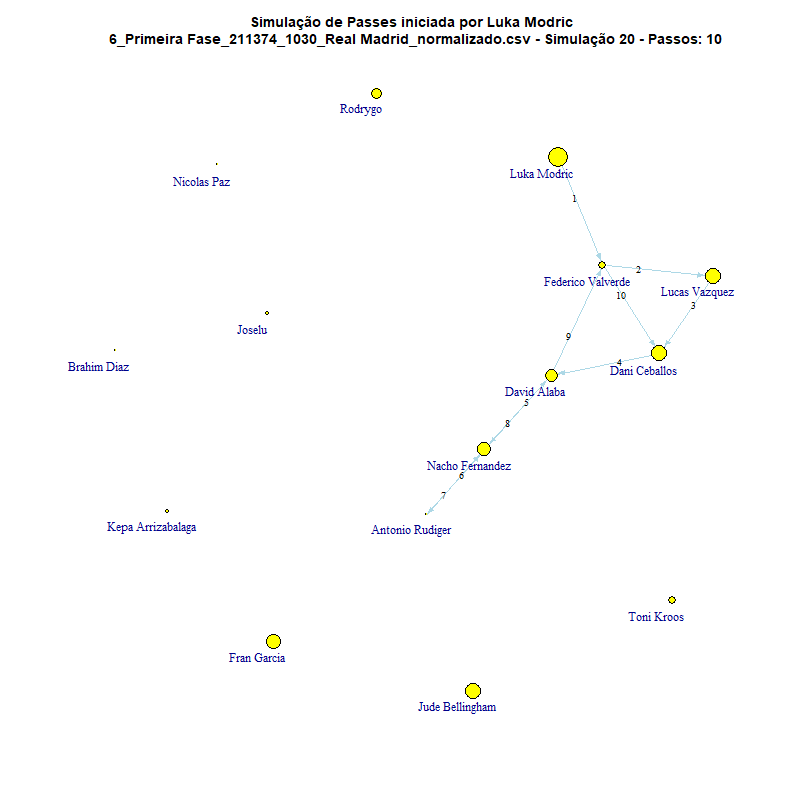 Simulação de Passes iniciada por Luka Modric
6_Primeira Fase_211374_1030_Real Madrid_normalizado.csv - Simulação 20 - Passos: 10
Rodrygo
Luka Modric
Nicolas Paz
1
Federico Valverde
2
Lucas Vazquez
10
3
Joselu
9
Brahim Diaz
4
Dani Ceballos
David Alaba
5
8
Nacho Fernandez
6
7
Kepa Arrizabalaga
Antonio Rudiger
Toni Kroos
Fran Garcia
Jude Bellingham